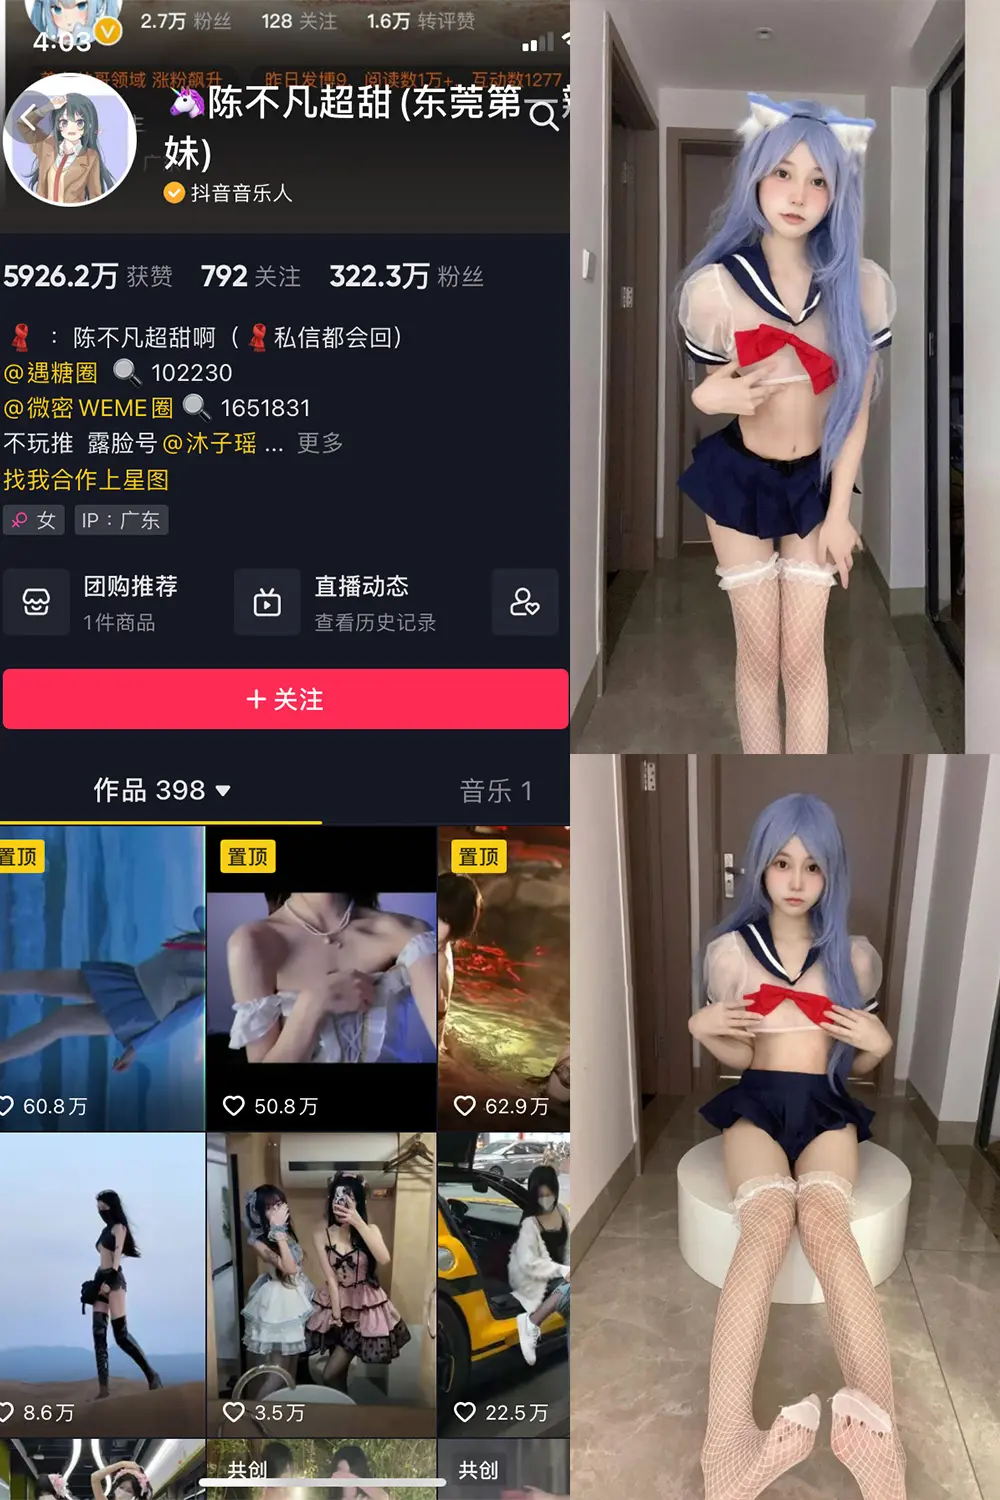 2.7万 粉丝 128 关注 1.6万 转评赞
4:03
领域 涨粉飙升 昨日发博9 阅读数1万+ 互动数1277
陈不凡超甜(东莞第一
妹)
抖音音乐人
5926.2万 获赞 792 关注 322.3万 粉丝
： 陈不凡超甜啊（ 私信都会回）
@遇糖圈 102230
@微密WEME圈 1651831
不玩推 露脸号@沐子瑶 ... 更多
找我合作上星图
女 IP：广东
团购推荐 直播动态
1件商品 查看历史记录
+ 关注
作品 398 音乐 1
置顶 置顶 置顶
60.8万 50.8万 62.9万
8.6万 3.5万 22.5万
共创 共创